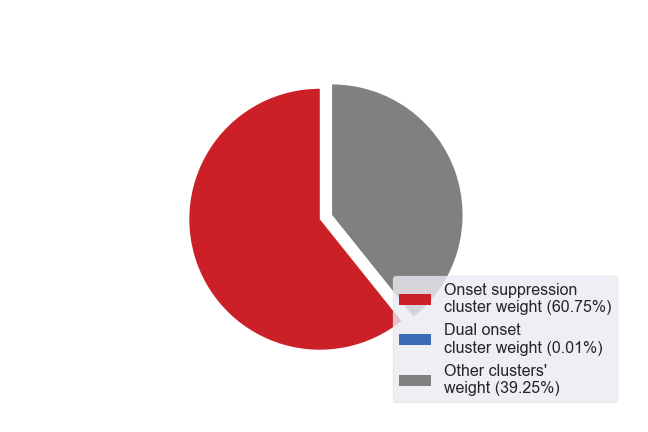 Onset suppression
cluster weight (60.75%)
Dual onset
cluster weight (0.01%)
Other clusters'
weight (39.25%)